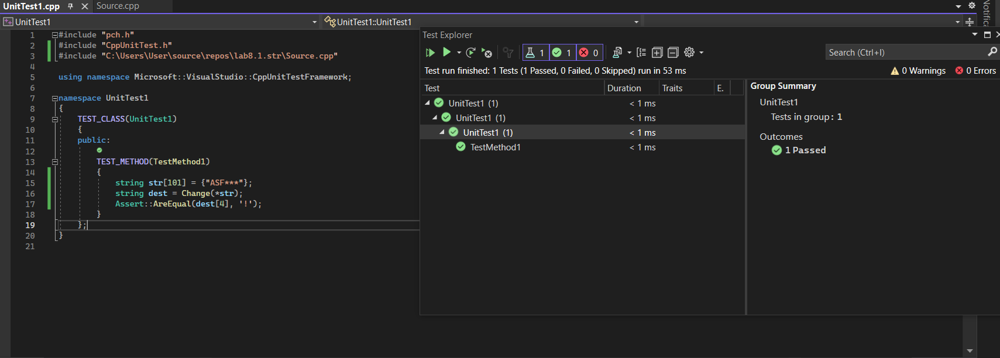 UnitTest1.cpp
Source.cpp
UnitTest1
UnitTest1::UnitTest1
1 #include "pch.h"
2 #include "CppUnitTest.h"
3 #include "C:\Users\User\source\repos\lab8.1.str\Source.cpp"
4
5 using namespace Microsoft::VisualStudio::CppUnitTestFramework;
6
7 namespace UnitTest1
8 {
9 TEST_CLASS(UnitTest1)
10 {
11 public:
12
13 TEST_METHOD(TestMethod1)
14 {
15 string str[101] = {"ASF***"};
16 string dest = Change(*str);
17 Assert::AreEqual(dest[4], '!');
18 }
19 };
20 }
21
Test Explorer
1 1 0
Search (Ctrl+I)
Test run finished: 1 Tests (1 Passed, 0 Failed, 0 Skipped) run in 53 ms
0 Warnings 0 Errors
Test Duration Traits E.
UnitTest1 (1) < 1 ms
UnitTest1 (1) < 1 ms
UnitTest1 (1) < 1 ms
TestMethod1 < 1 ms
Group Summary
UnitTest1
Tests in group: 1
Outcomes
1 Passed